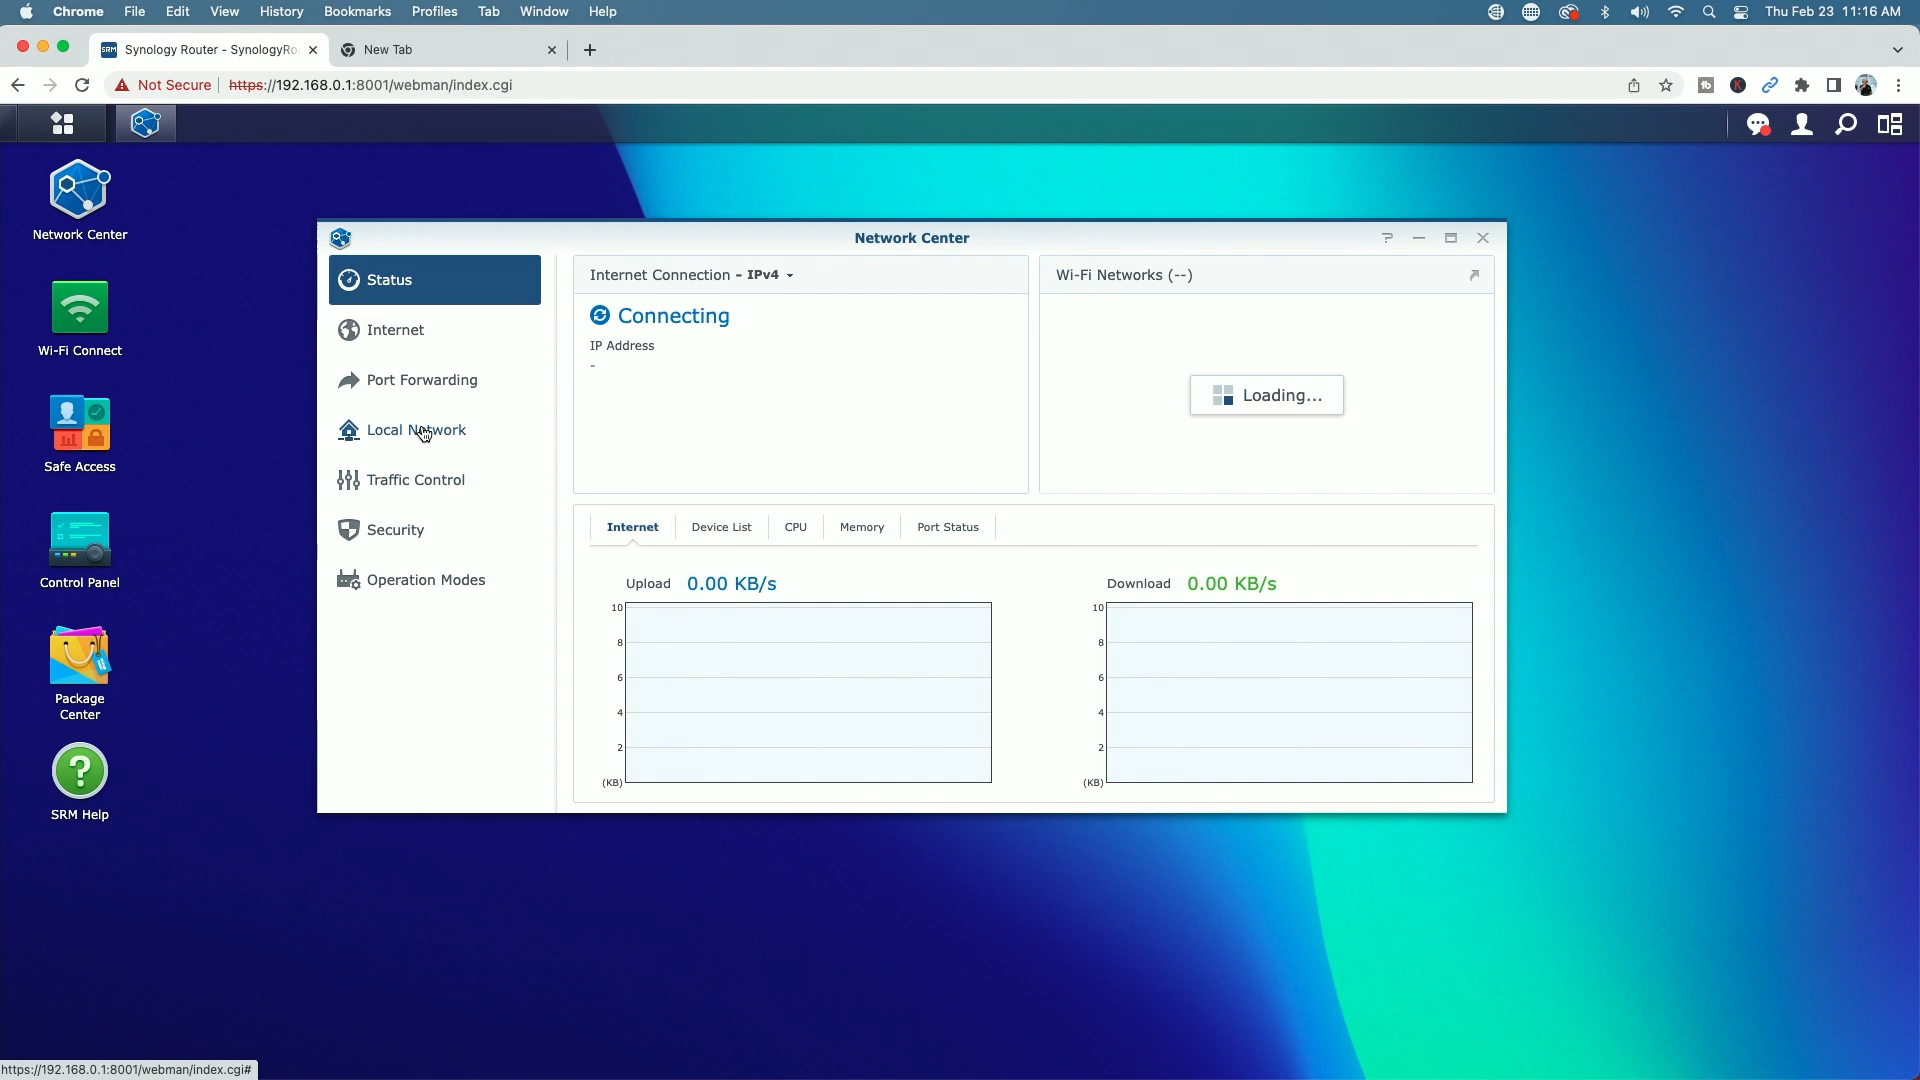 Chrome File Edit View History Bookmarks Profiles Tab Window Help Thu Feb 23 11:16 AM
SRM Synology Router - SynologyRo New Tab
Not Secure https://192.168.0.1:8001/webman/index.cgi
Network Center
Wi-Fi Connect
Safe Access
Control Panel
Package
Center
SRM Help
Network Center
Status
Internet
Port Forwarding
Local Network
Traffic Control
Security
Operation Modes
Internet Connection - IPv4
Connecting
IP Address
-
Wi-Fi Networks (--)
Loading...
Internet Device List CPU Memory Port Status
Upload 0.00 KB/s
10
8
6
4
2
(KB)
Download 0.00 KB/s
10
8
6
4
2
(KB)
https://192.168.0.1:8001/webman/index.cgi#